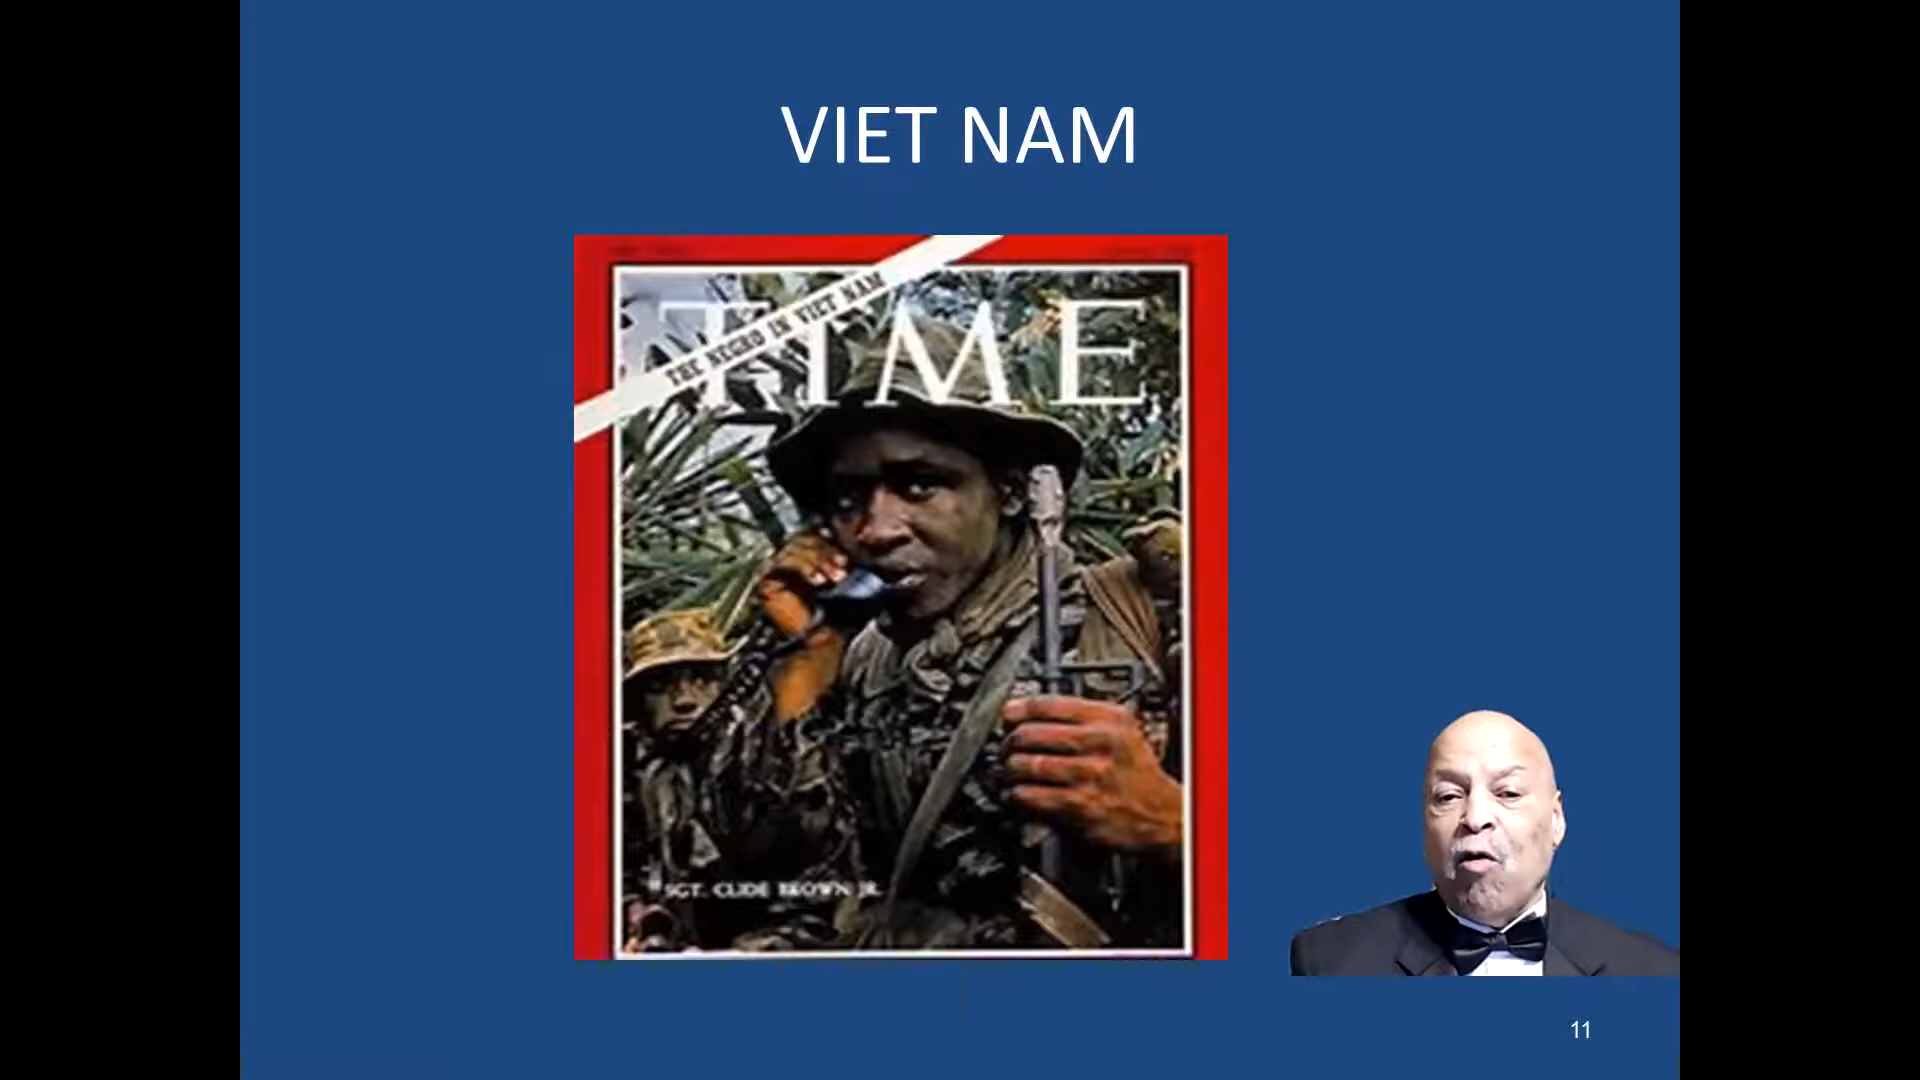 VIET NAM
THE NEGRO IN VIET NAM
TIME
SGT. CLIDE BROWN JR.
11